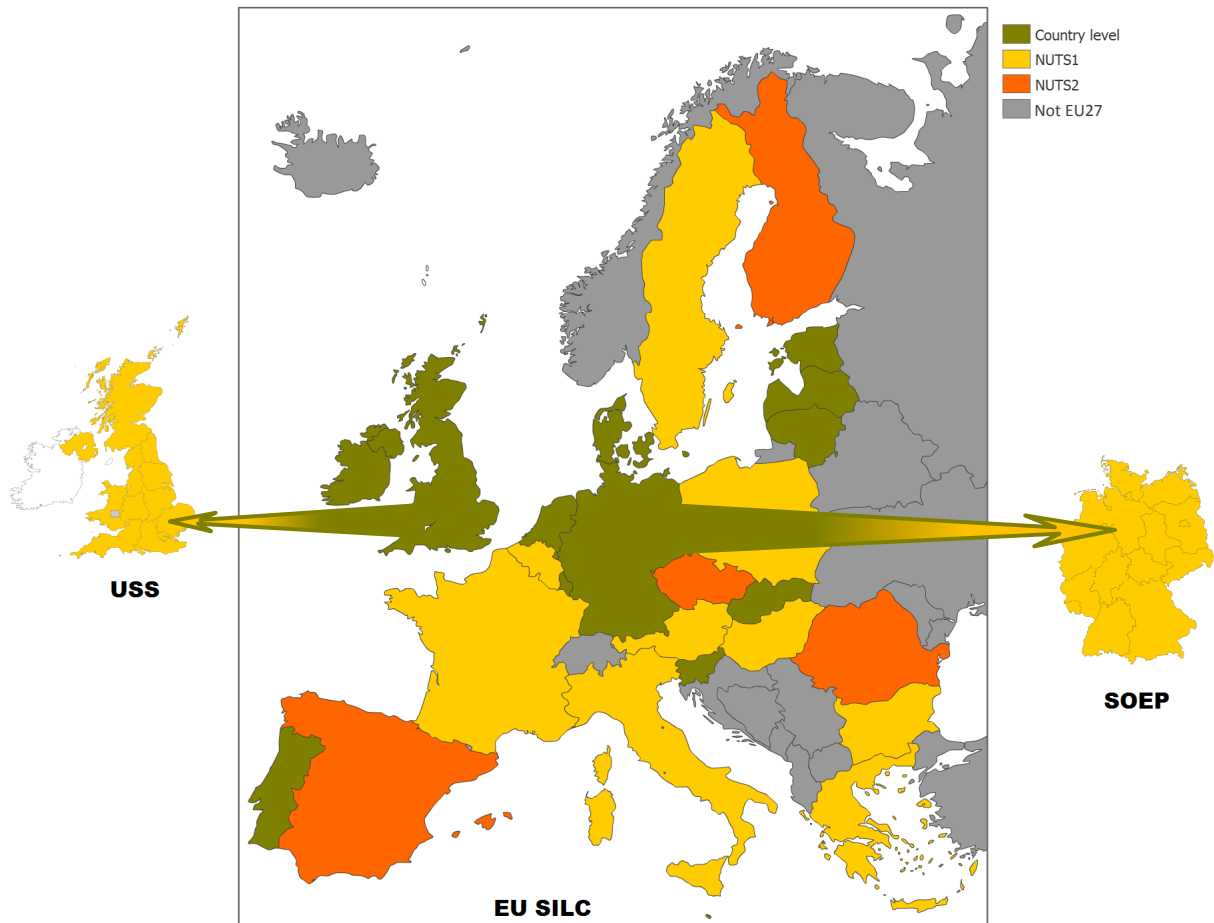 Country level
NUTS1
NUTS2
Not EU27
USS
SOEP
EU SILC